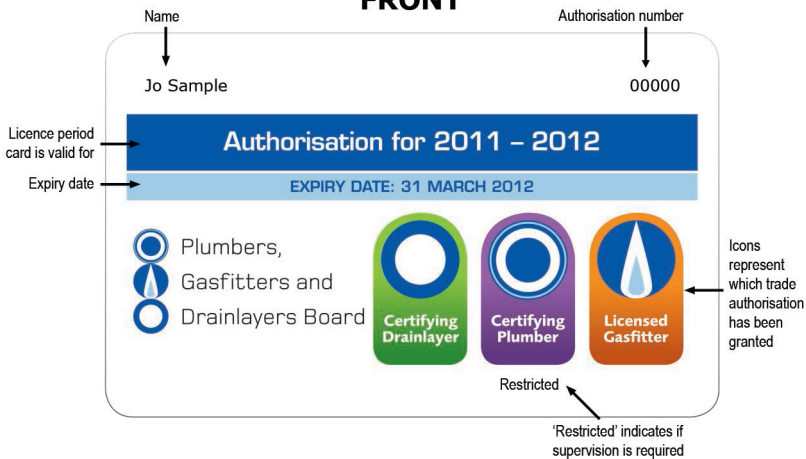 FRONT
Name
Authorisation number
Jo Sample
00000
Licence period
card is valid for
Authorisation for 2011 – 2012
Expiry date
EXPIRY DATE: 31 MARCH 2012
Plumbers,
Gasfitters and
Drainlayers Board
Certifying
Drainlayer
Certifying
Plumber
Licensed
Gasfitter
Icons
represent
which trade
authorisation
has been
granted
Restricted
‘Restricted’ indicates if
supervision is required